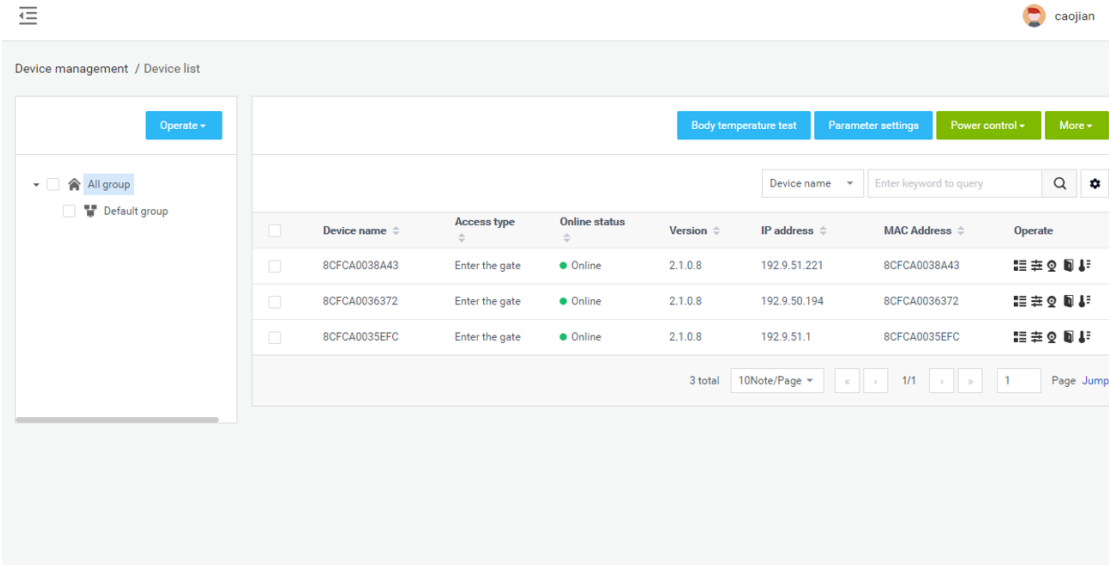 caojian
Device management / Device list
Operate
Body temperature test Parameter settings Power control More
All group
Default group
Device name Enter keyword to query
Device name Access type Online status Version IP address MAC Address Operate
8CFCA0038A43 Enter the gate Online 2.1.0.8 192.9.51.221 8CFCA0038A43
8CFCA0036372 Enter the gate Online 2.1.0.8 192.9.50.194 8CFCA0036372
8CFCA0035EFC Enter the gate Online 2.1.0.8 192.9.51.1 8CFCA0035EFC
3 total 10Note/Page « ‹ 1/1 › » 1 Page Jump